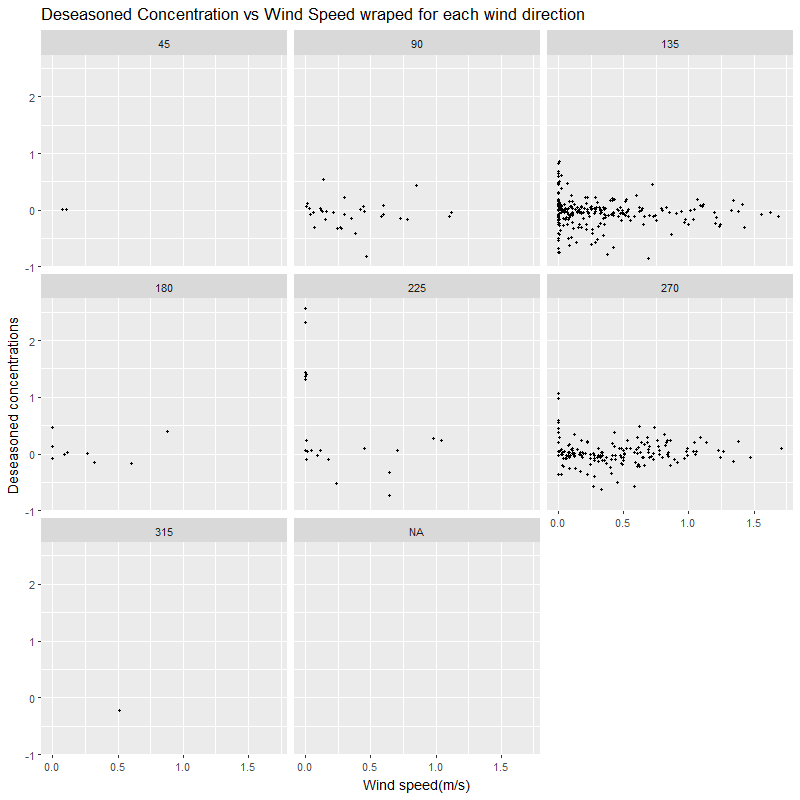 Deseasoned Concentration vs Wind Speed wraped for each wind direction
45 90 135
2
1
0
-1
180 225 270
2
1
0
-1
0.0 0.5 1.0 1.5
315 NA
2
1
0
-1
0.0 0.5 1.0 1.5 0.0 0.5 1.0 1.5
Deseasoned concentrations
Wind speed(m/s)